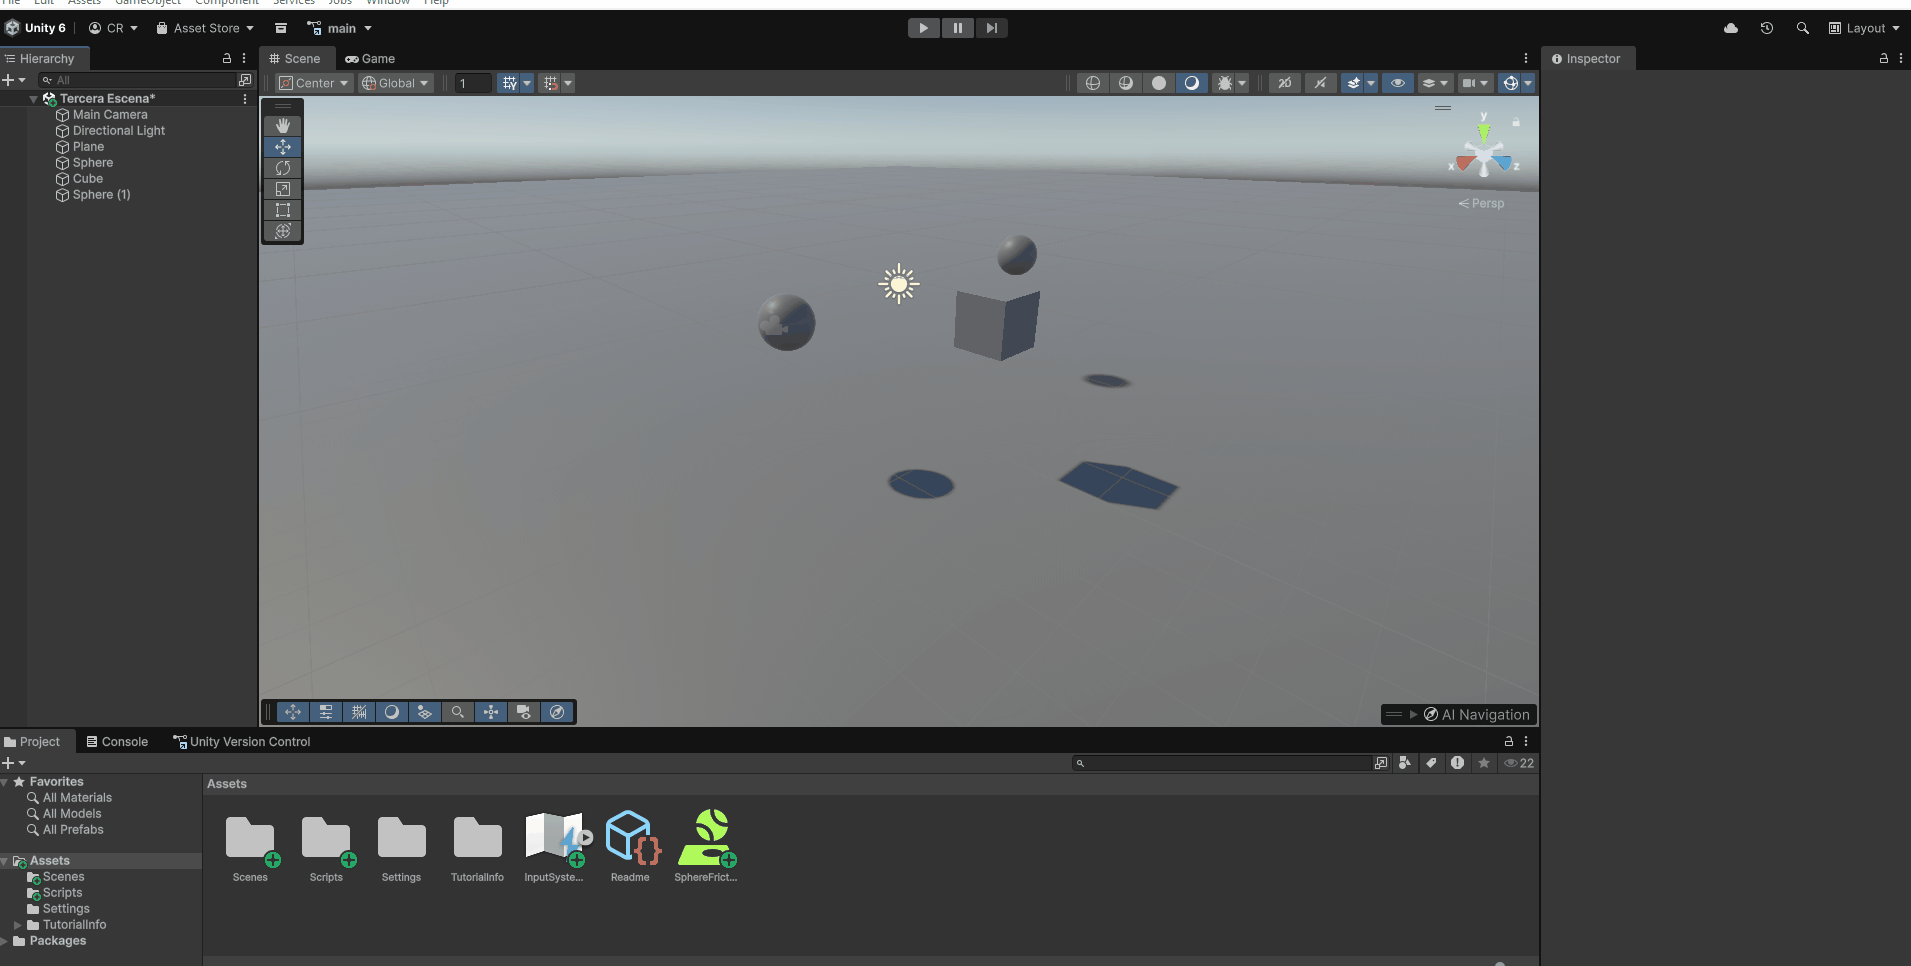 File Edit Assets GameObject Component Services Jobs Window Help
Unity 6 CR Asset Store main Layout
Hierarchy
Scene Game
Inspector
All
Center Global 1 2D
Tercera Escena*
Main Camera
Directional Light
Plane
Sphere
Cube
Sphere (1)
y
x z
Persp
AI Navigation
Project Console Unity Version Control
22
Favorites
All Materials
All Models
All Prefabs
Assets
Scenes
Scripts
Settings
TutorialInfo
Packages
Assets
Scenes Scripts Settings TutorialInfo InputSyste... Readme SphereFrict...